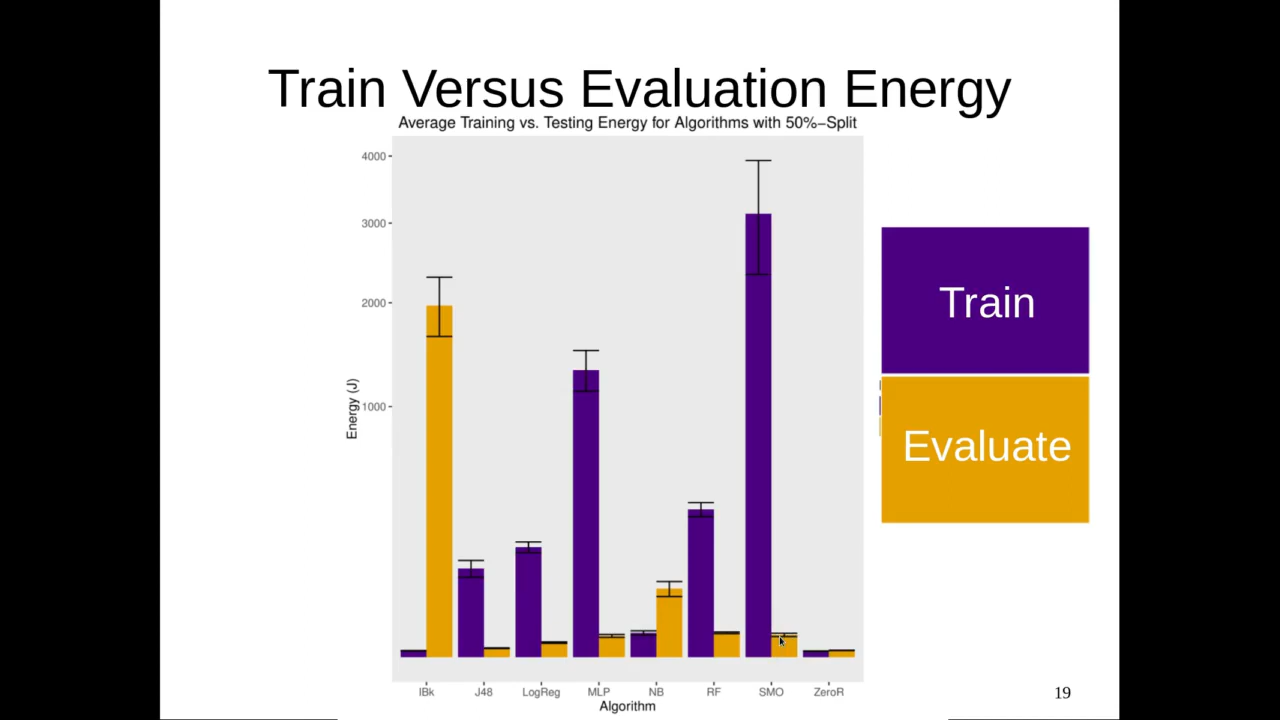 Train Versus Evaluation Energy
Average Training vs. Testing Energy for Algorithms with 50%−Split
4000
3000
2000
1000
Energy (J)
IBk J48 LogReg MLP NB RF SMO ZeroR
Algorithm
Train
Evaluate
19